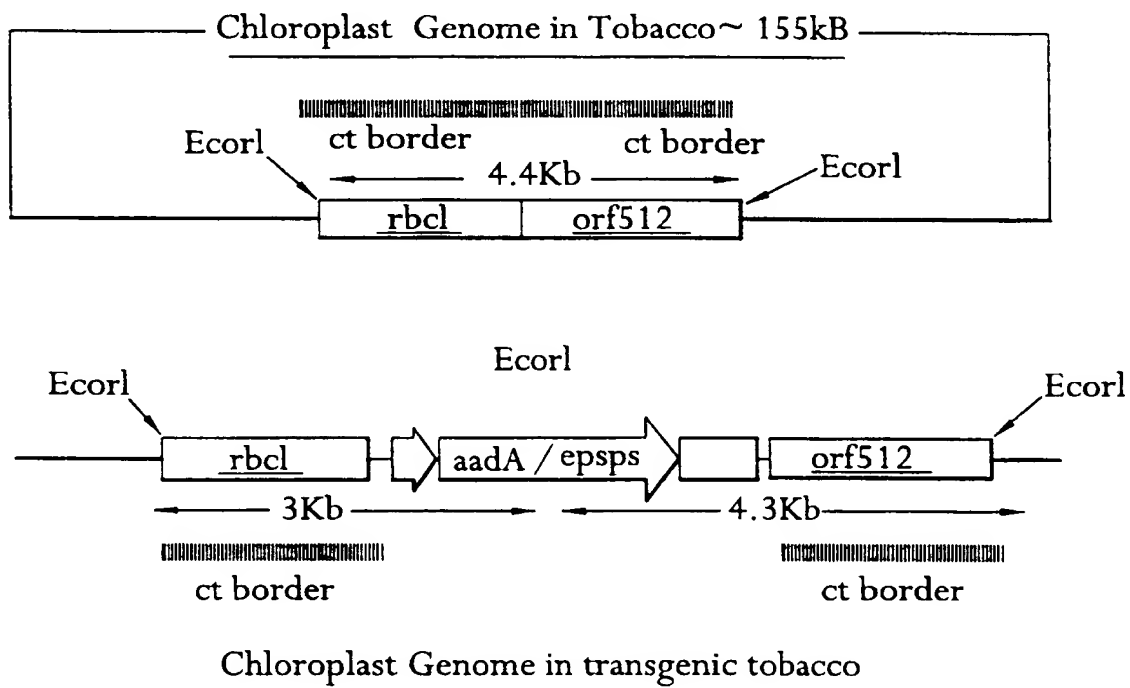 Chloroplast Genome in Tobacco~ 155kB
ct border
ct border
Ecorl
4.4Kb
Ecorl
rbcl
orf512
Ecorl
Ecorl
Ecorl
rbcl
aadA / epsps
orf512
3Kb
4.3Kb
ct border
ct border
Chloroplast Genome in transgenic tobacco